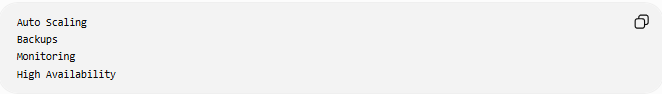 Auto Scaling
Backups
Monitoring
High Availability